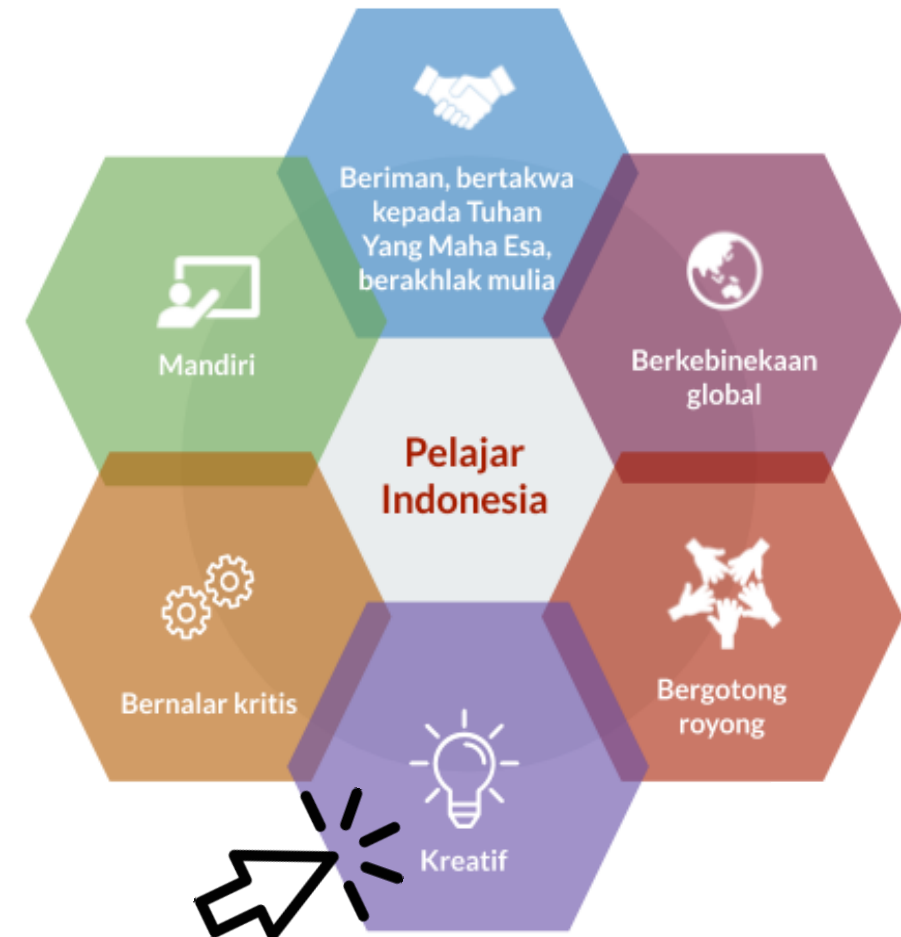 Beriman, bertakwa
kepada Tuhan
Yang Maha Esa,
berakhlak mulia
Mandiri
Berkebinekaan
global
Pelajar
Indonesia
Bernalar kritis
Bergotong
royong
Kreatif